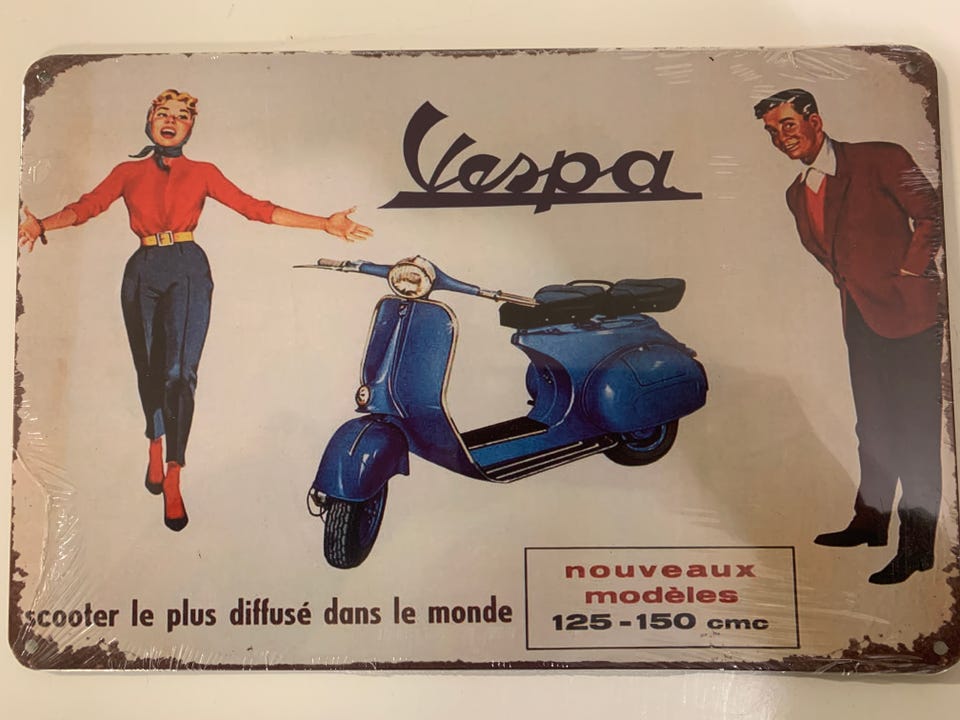 Vespa
scooter le plus diffusé dans le monde
nouveaux
modèles
125-150 cmc